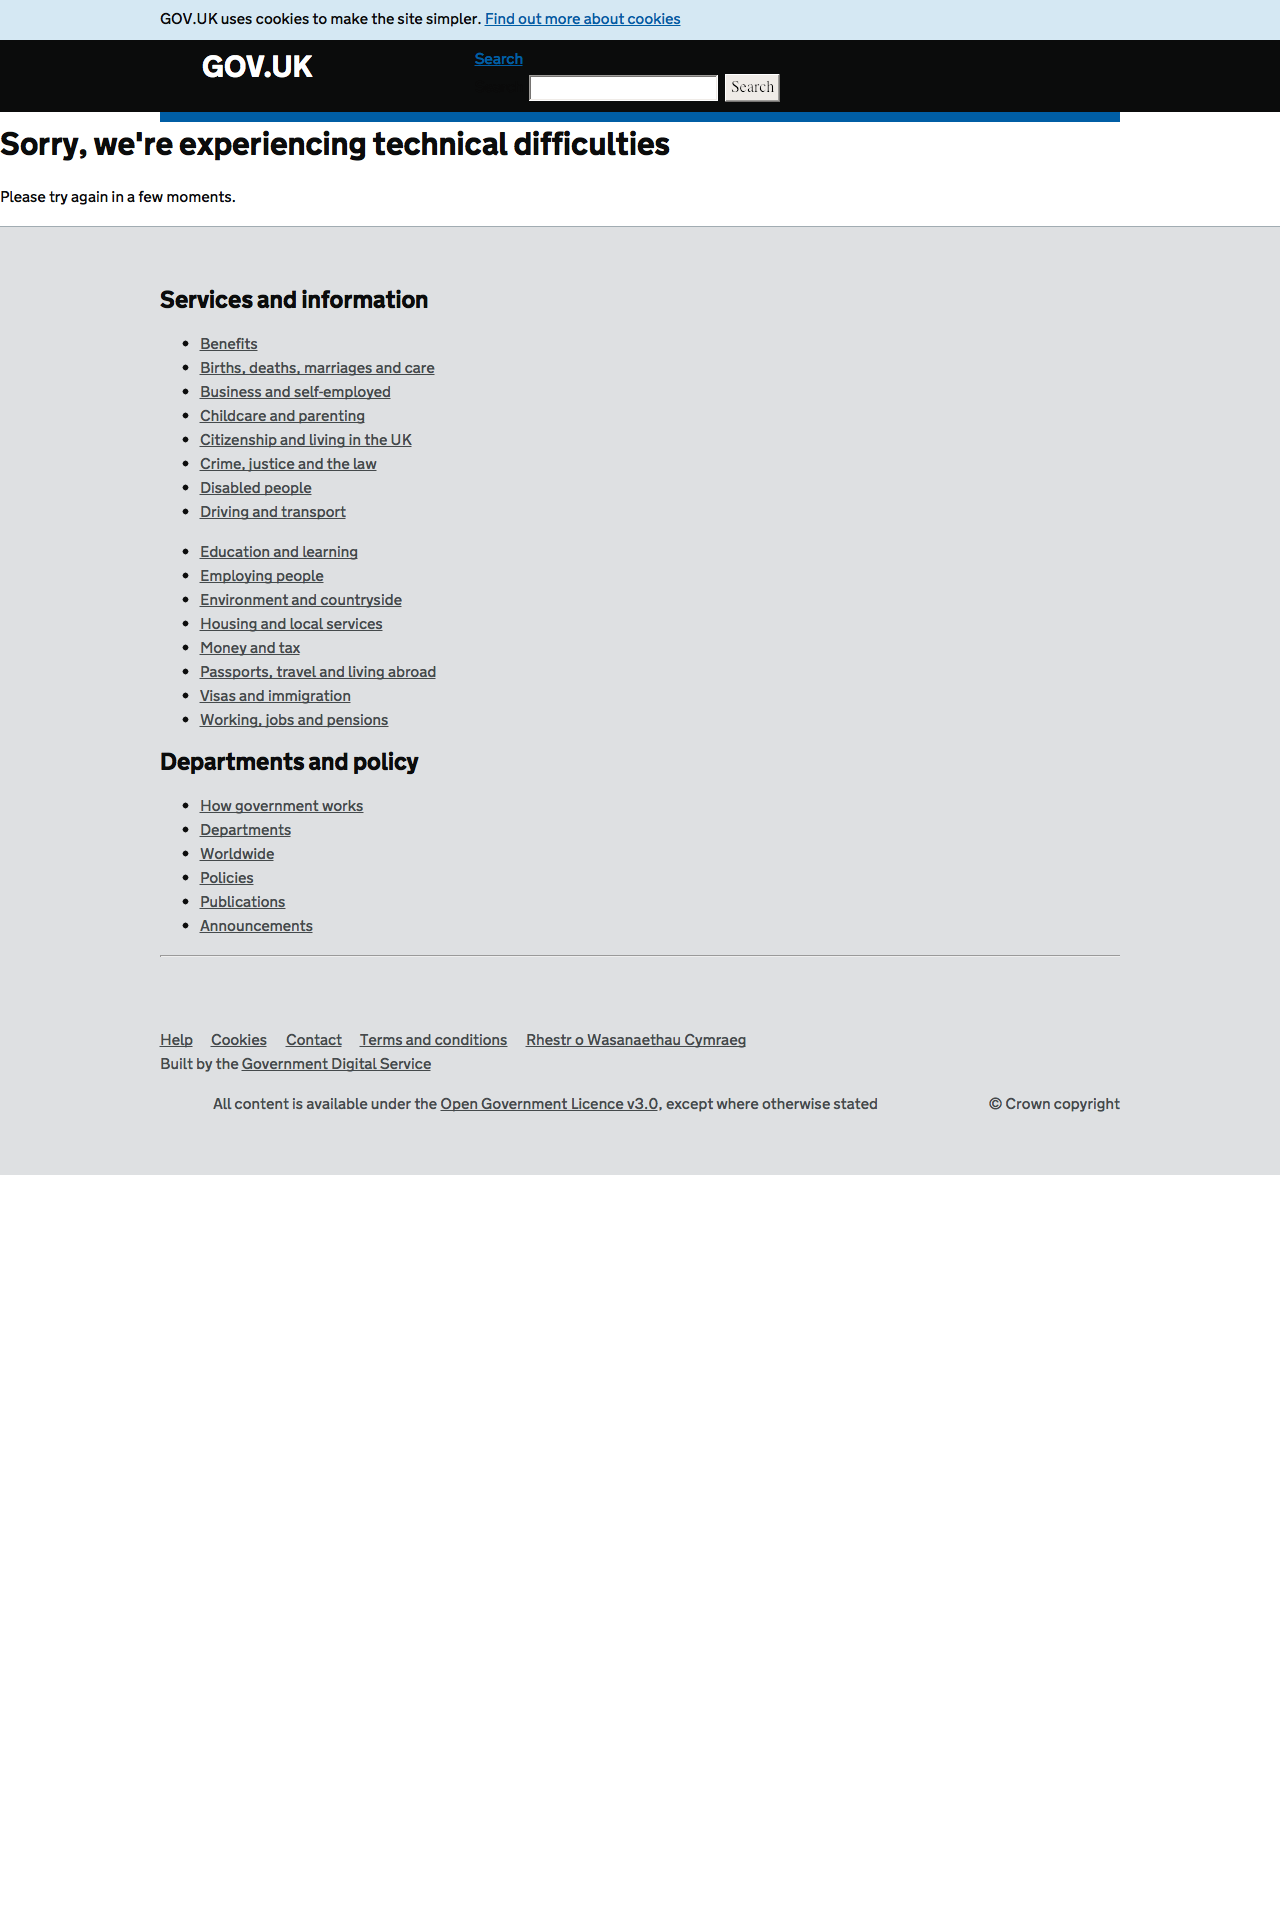 GOV.UK uses cookies to make the site simpler. Find out more about cookies
GOV.UK
Search
Search
Sorry, we're experiencing technical difficulties
Please try again in a few moments.
Services and information
Benefits
Births, deaths, marriages and care
Business and self-employed
Childcare and parenting
Citizenship and living in the UK
Crime, justice and the law
Disabled people
Driving and transport
Education and learning
Employing people
Environment and countryside
Housing and local services
Money and tax
Passports, travel and living abroad
Visas and immigration
Working, jobs and pensions
Departments and policy
How government works
Departments
Worldwide
Policies
Publications
Announcements
Help Cookies Contact Terms and conditions Rhestr o Wasanaethau Cymraeg
Built by the Government Digital Service
All content is available under the Open Government Licence v3.0, except where otherwise stated © Crown copyright